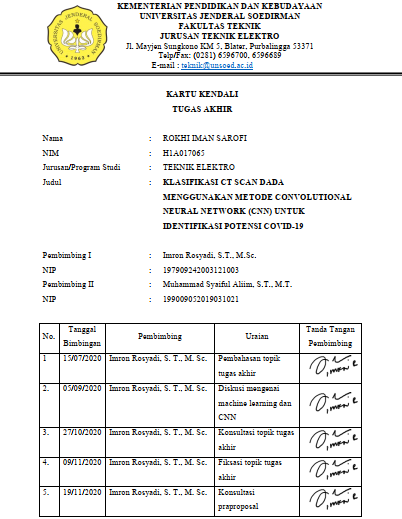 KEMENTERIAN PENDIDIKAN DAN KEBUDAYAAN
UNIVERSITAS JENDERAL SOEDIRMAN
FAKULTAS TEKNIK
JURUSAN TEKNIK ELEKTRO
Jl. Mayjen Sungkono KM 5, Blater, Purbalingga 53371
Telp/Fax: (0281) 6596700, 6596689
E-mail : teknik@unsoed.ac.id
UNIVERSITAS JENDERAL SOEDIRMAN
1963
KARTU KENDALI
TUGAS AKHIR
Nama : ROKHI IMAN SAROFI
NIM : H1A017065
Jurusan/Program Studi : TEKNIK ELEKTRO
Judul : KLASIFIKASI CT SCAN DADA
MENGGUNAKAN METODE CONVOLUTIONAL
NEURAL NETWORK (CNN) UNTUK
IDENTIFIKASI POTENSI COVID-19
Pembimbing I : Imron Rosyadi, S.T., M.Sc.
NIP : 197909242003121003
Pembimbing II : Muhammad Syaiful Aliim, S.T., M.T.
NIP : 199009052019031021
No. Tanggal Bimbingan Pembimbing Uraian Tanda Tangan Pembimbing
1 15/07/2020 Imron Rosyadi, S. T., M. Sc. Pembahasan topik
tugas akhir
2. 05/09/2020 Imron Rosyadi, S. T., M. Sc. Diskusi mengenai
machine learning dan
CNN
3. 27/10/2020 Imron Rosyadi, S. T., M. Sc. Konsultasi topik tugas
akhir
4. 09/11/2020 Imron Rosyadi, S. T., M. Sc. Fiksasi topik tugas
akhir
5. 19/11/2020 Imron Rosyadi, S. T., M. Sc. Konsultasi
praproposal